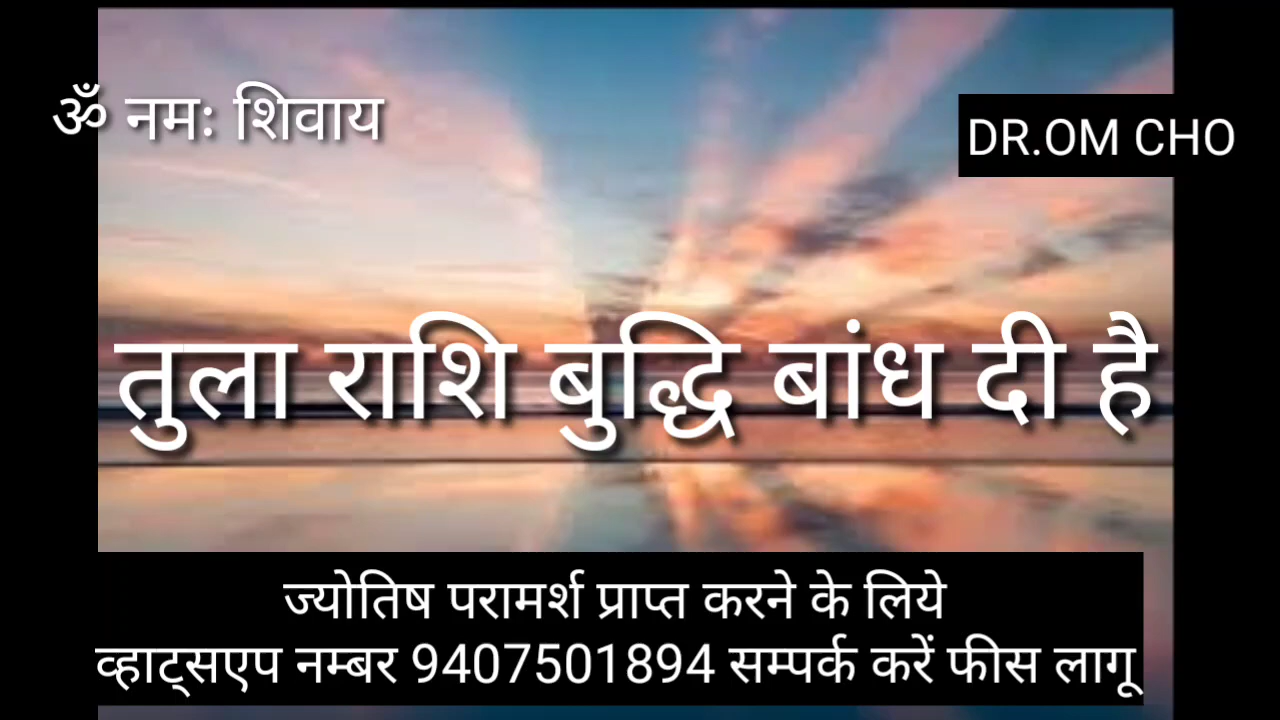 ॐ नमः शिवाय
DR.OM CHO
तुला राशि बुद्धि बांध दी है
ज्योतिष परामर्श प्राप्त करने के लिये
व्हाट्सएप नम्बर 9407501894 सम्पर्क करें फीस लागू